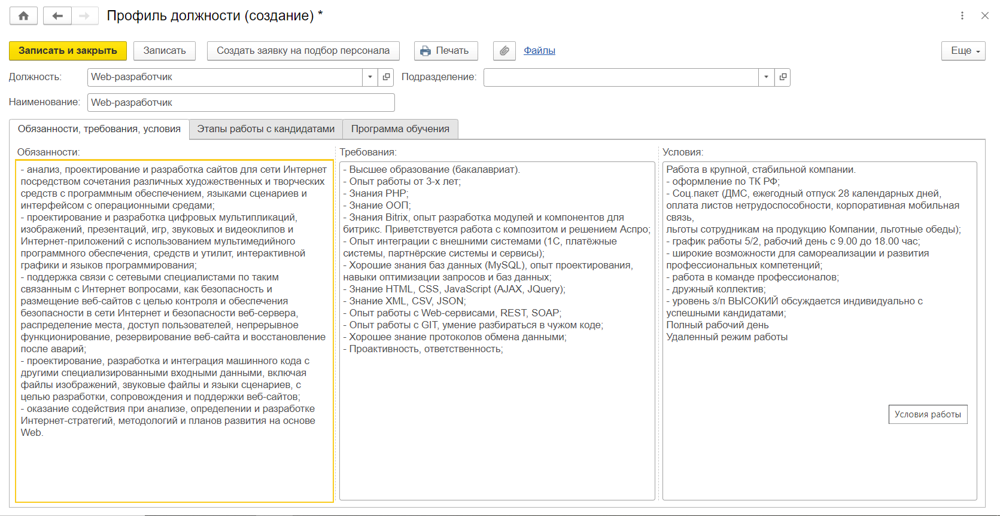 Профиль должности (создание) *
Записать и закрыть
Записать
Создать заявку на подбор персонала
Печать
Файлы
Еще
Должность:
Web-разработчик
Подразделение:
Наименование:
Web-разработчик
Обязанности, требования, условия
Этапы работы с кандидатами
Программа обучения
Обязанности:
- анализ, проектирование и разработка сайтов для сети Интернет
посредством сочетания различных художественных и творческих
средств с программным обеспечением, языками сценариев и
интерфейсом с операционными средами;
- проектирование и разработка цифровых мультипликаций,
изображений, презентаций, игр, звуковых и видеоклипов и
Интернет-приложений с использованием мультимедийного
программного обеспечения, средств и утилит, интерактивной
графики и языков программирования;
- поддержка связи с сетевыми специалистами по таким
связанным с Интернет вопросами, как безопасность и
размещение веб-сайтов с целью контроля и обеспечения
безопасности в сети Интернет и безопасности веб-сервера,
распределение места, доступ пользователей, непрерывное
функционирование, резервирование веб-сайта и восстановление
после аварий;
- проектирование, разработка и интеграция машинного кода с
другими специализированными входными данными, включая
файлы изображений, звуковые файлы и языки сценариев, с
целью разработки, сопровождения и поддержки веб-сайтов;
- оказание содействия при анализе, определении и разработке
Интернет-стратегий, методологий и планов развития на основе
Web.
Требования:
- Высшее образование (бакалавриат).
- Опыт работы от 3-х лет;
- Знания PHP;
- Знание ООП;
- Знания Bitrix, опыт разработка модулей и компонентов для
битрикс. Приветствуется работа с композитом и решением Аспро;
- Опыт интеграции с внешними системами (1С, платёжные
системы, партнёрские системы и сервисы);
- Хорошие знания баз данных (MySQL), опыт проектирования,
навыки оптимизации запросов и баз данных;
- Знание HTML, CSS, JavaScript (AJAX, JQuery);
- Знание XML, CSV, JSON;
- Опыт работы с Web-сервисами, REST, SOAP;
- Опыт работы с GIT, умение разбираться в чужом коде;
- Хорошее знание протоколов обмена данными;
- Проактивность, ответственность;
Условия:
Работа в крупной, стабильной компании.
- оформление по ТК РФ;
- Соц.пакет (ДМС, ежегодный отпуск 28 календарных дней,
оплата листов нетрудоспособности, корпоративная мобильная
связь,
льготы сотрудникам на продукцию Компании, льготные обеды);
- график работы 5/2, рабочий день с 9.00 до 18.00 час;
- широкие возможности для самореализации и развития
профессиональных компетенций;
- работа в команде профессионалов;
- дружный коллектив;
- уровень з/п ВЫСОКИЙ обсуждается индивидуально с
успешными кандидатами;
Полный рабочий день
Удаленный режим работы
Условия работы